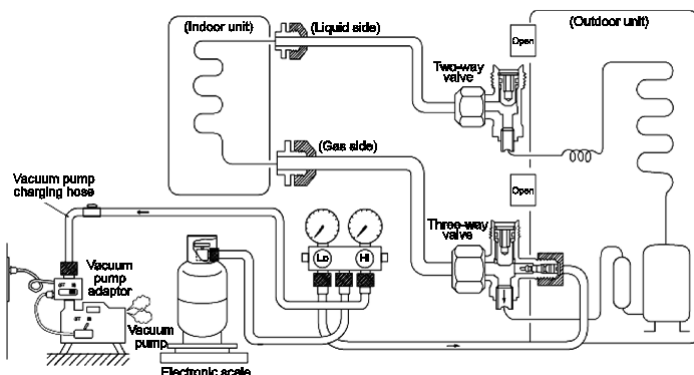 (Indoor unit)
(Liquid side)
Open
(Outdoor unit)
Two-way
valve
(Gas side)
Open
Vacuum pump
charging hose
Three-way
valve
Lo
Hi
Vacuum
pump
adaptor
Vacuum
pump
Electronic scale